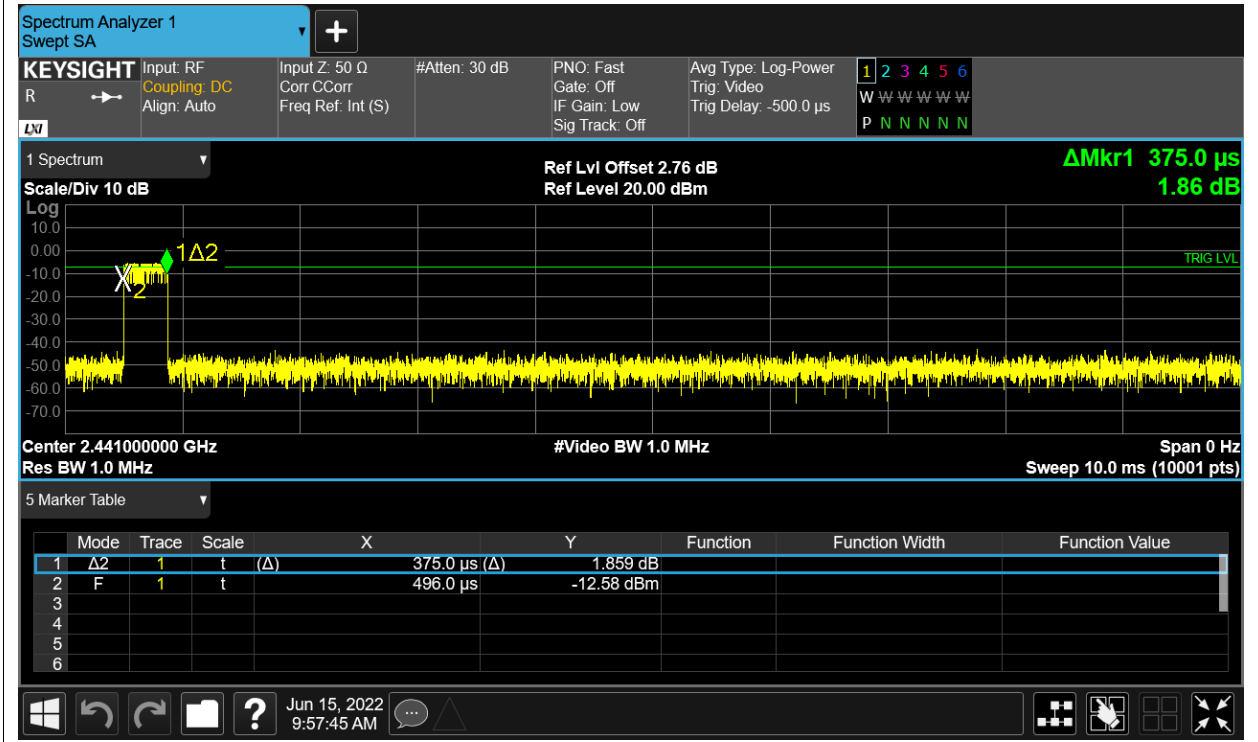 Spectrum Analyzer 1
Swept SA
KEYSIGHT
R
LXI
Input: RF
Coupling: DC
Align: Auto
Input Z: 50 Ω
Corr CCorr
Freq Ref: Int (S)
#Atten: 30 dB
PNO: Fast
Gate: Off
IF Gain: Low
Sig Track: Off
Avg Type: Log-Power
Trig: Video
Trig Delay: -500.0 µs
1 2 3 4 5 6
W W W W W W
P N N N N N
1 Spectrum
Scale/Div 10 dB
Ref Lvl Offset 2.76 dB
Ref Level 20.00 dBm
ΔMkr1 375.0 µs
1.86 dB
Log
10.0
0.00
-10.0
-20.0
-30.0
-40.0
-50.0
-60.0
-70.0
1Δ2
X
2
TRIG LVL
Center 2.441000000 GHz
#Video BW 1.0 MHz
Span 0 Hz
Res BW 1.0 MHz
Sweep 10.0 ms (10001 pts)
5 Marker Table
Mode Trace Scale X Y Function Function Width Function Value
1 Δ2 1 t (Δ) 375.0 µs (Δ) 1.859 dB
2 F 1 t 496.0 µs -12.58 dBm
3
4
5
6
?
Jun 15, 2022
9:57:45 AM